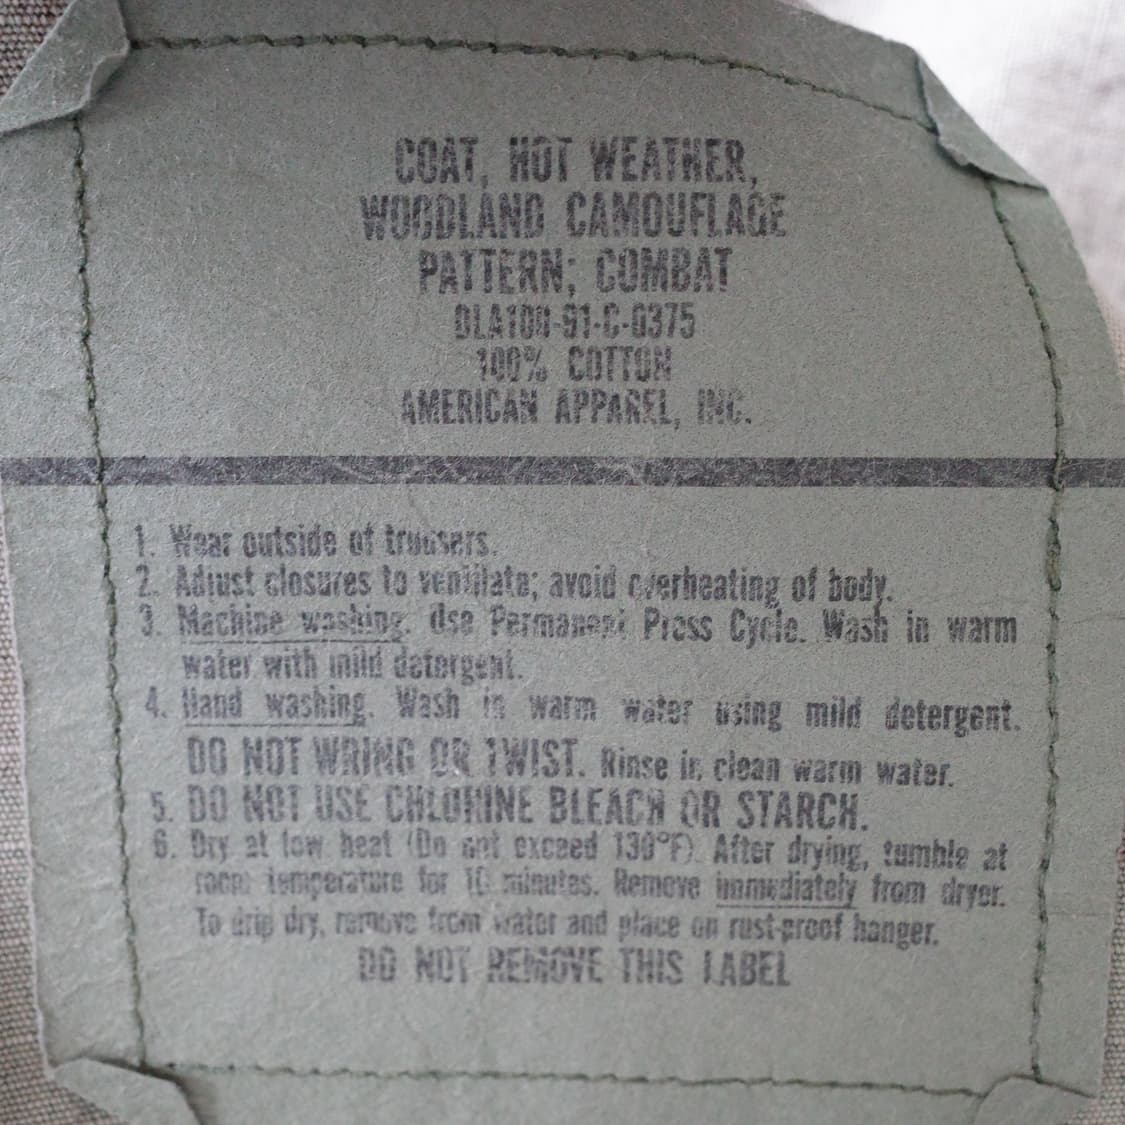 COAT, HOT WEATHER,
WOODLAND CAMOUFLAGE
PATTERN; COMBAT
DLA100-91-C-0375
100% COTTON
AMERICAN APPAREL, INC.
1. Wear outside of trousers.
2. Adjust closures to ventilate; avoid overheating of body.
3. Machine washing. Use Permanent Press Cycle. Wash in warm
water with mild detergent.
4. Hand washing. Wash in warm water using mild detergent.
DO NOT WRING OR TWIST. Rinse in clean warm water.
5. DO NOT USE CHLORINE BLEACH OR STARCH.
6. Dry at low heat (Do not exceed 130°F). After drying, tumble at
room temperature for 10 minutes. Remove immediately from dryer.
To drip dry, remove from water and place on rust-proof hanger.
DO NOT REMOVE THIS LABEL